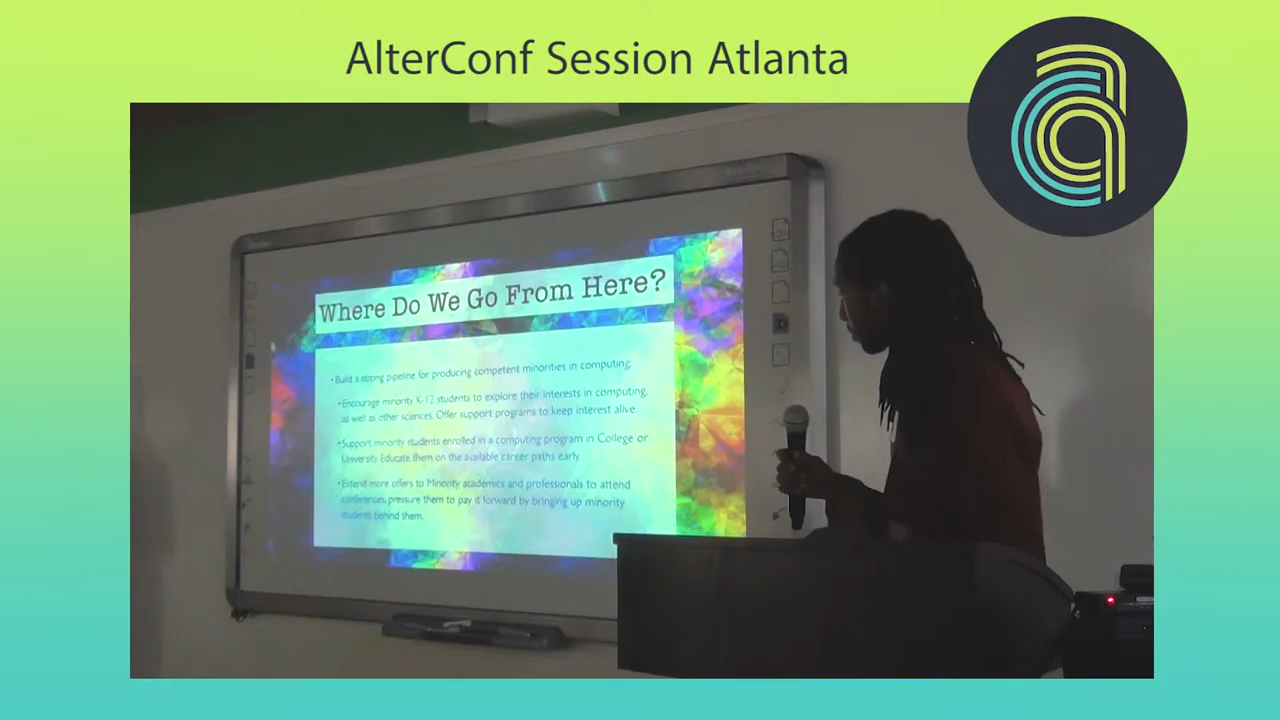 AlterConf Session Atlanta
Where Do We Go From Here?
•Build a strong pipeline for producing competent minorities in computing.
•Encourage minority K-12 students to explore their interests in computing,
as well as other sciences. Offer support programs to keep interest alive.
•Support minority students enrolled in a computing program in College or
University. Educate them on the available career paths early.
•Extend more offers to Minority academics and professionals to attend
conferences, pressure them to pay it forward by bringing up minority
students behind them.